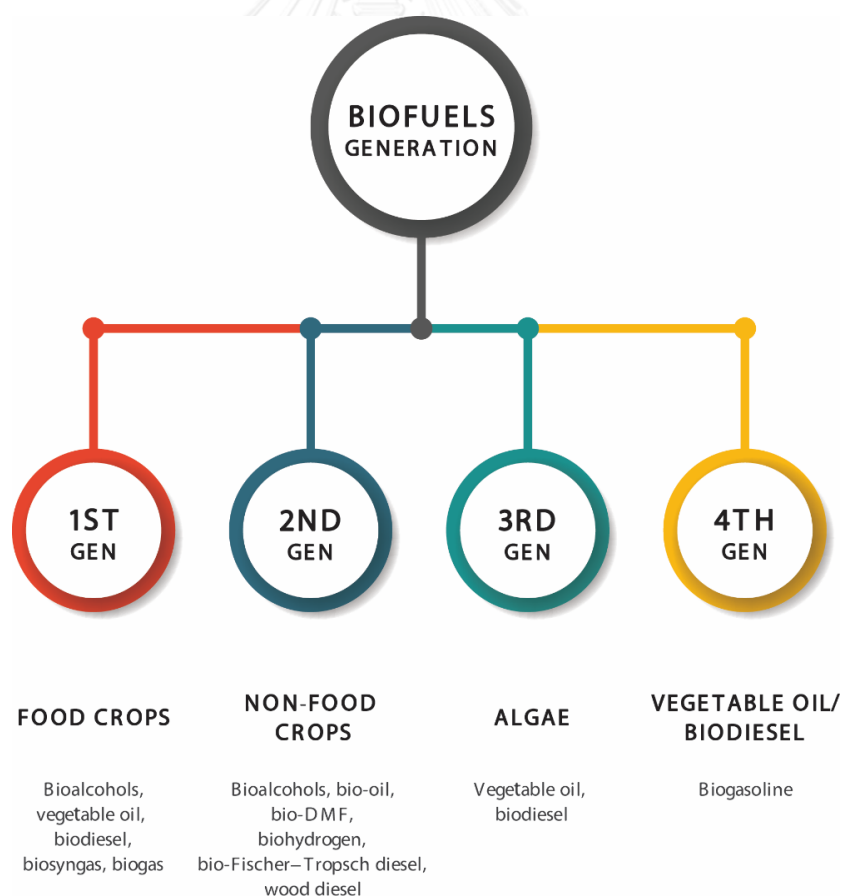 BIOFUELS
GENERATION
1ST
GEN
2ND
GEN
3RD
GEN
4TH
GEN
FOOD CROPS
NON-FOOD
CROPS
ALGAE
VEGETABLE OIL/
BIODIESEL
Bioalcohols,
vegetable oil,
biodiesel,
biosyngas, biogas
Bioalcohols, bio-oil,
bio-DMF,
biohydrogen,
bio-Fischer–Tropsch diesel,
wood diesel
Vegetable oil,
biodiesel
Biogasoline